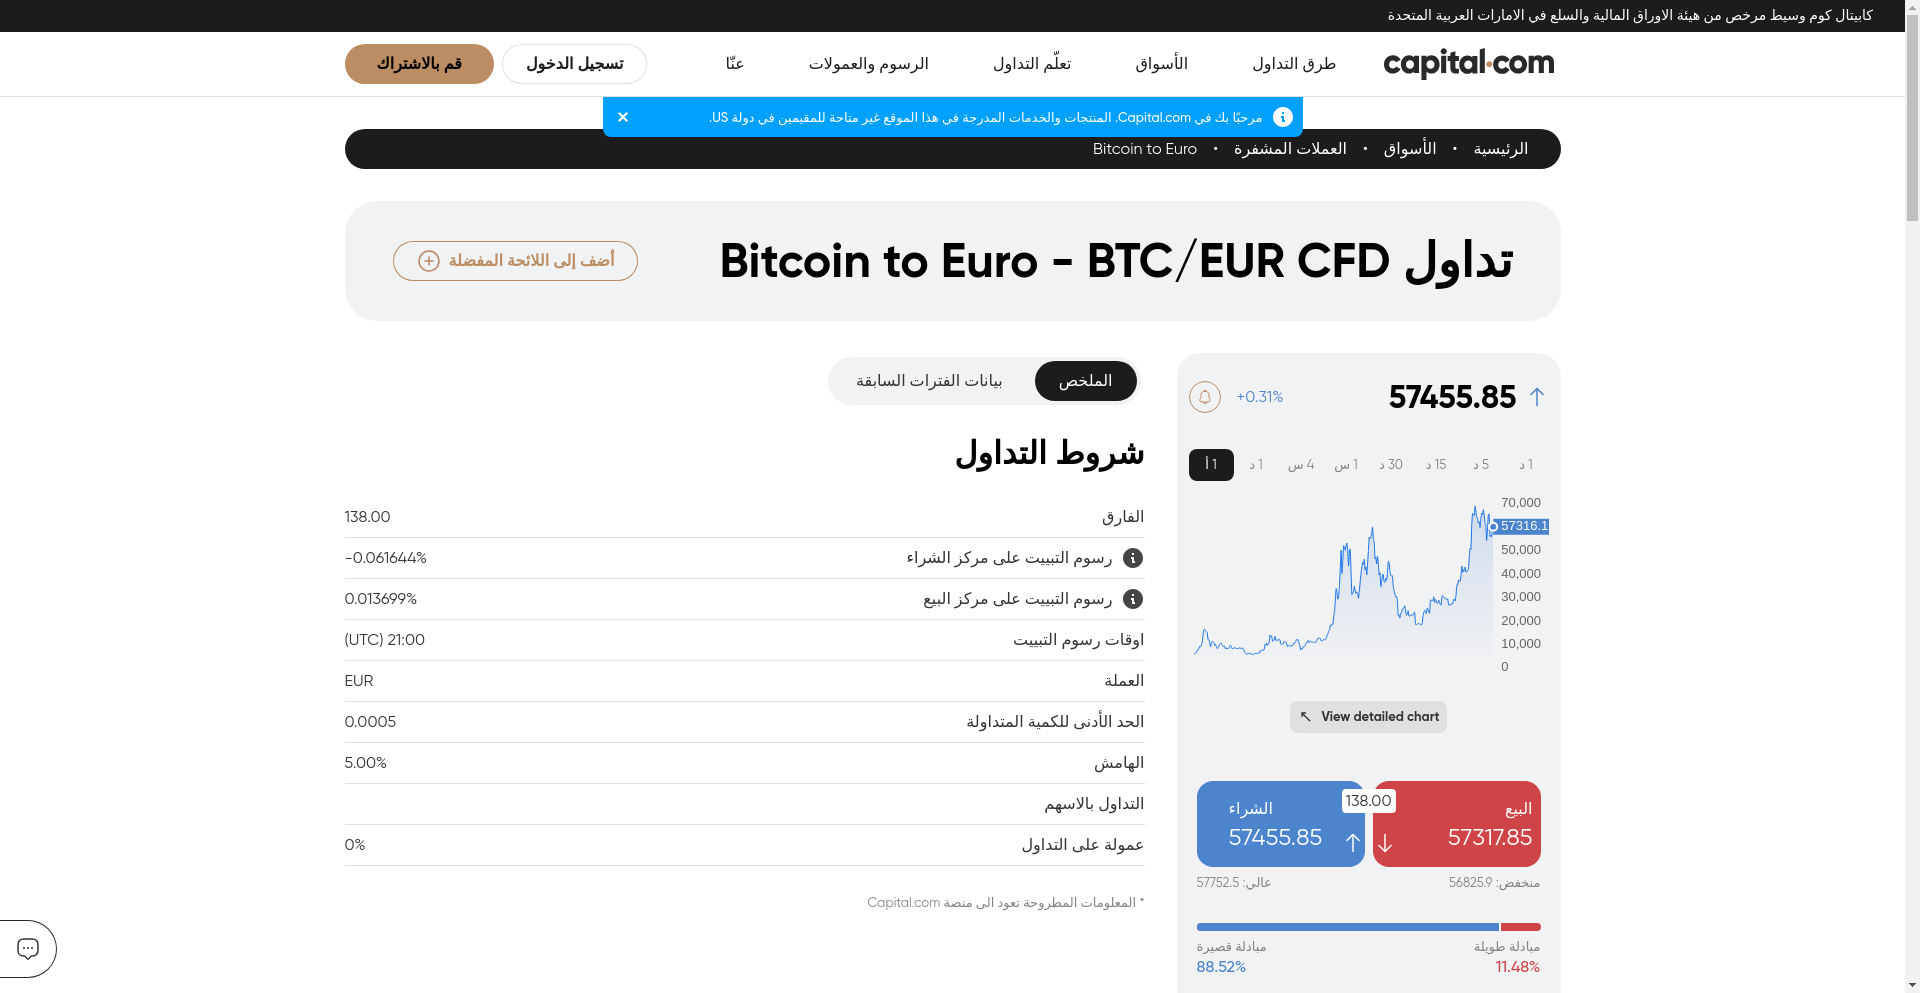 كابيتال كوم وسيط مرخص من هيئة الاوراق المالية والسلع في الامارات العربية المتحدة
capital.com
طرق التداول
الأسواق
تعلّم التداول
الرسوم والعمولات
عنّا
تسجيل الدخول
قم بالاشتراك
مرحبًا بك في Capital.com. المنتجات والخدمات المدرجة في هذا الموقع غير متاحة للمقيمين في دولة US.
الرئيسية • الأسواق • العملات المشفرة • Bitcoin to Euro
تداول Bitcoin to Euro - BTC/EUR CFD
أضف إلى اللائحة المفضلة
57455.85
+0.31%
1 د
5 د
15 د
30 د
1 س
4 س
1 د
1 أ
70,000
57316.1
50,000
40,000
30,000
20,000
10,000
0
View detailed chart
البيع
57317.85
138.00
الشراء
57455.85
منخفض: 56825.9
عالي: 57752.5
مبادلة طويلة
11.48%
مبادلة قصيرة
88.52%
الملخص
بيانات الفترات السابقة
شروط التداول
الفارق 138.00
رسوم التبييت على مركز الشراء -0.061644%
رسوم التبييت على مركز البيع 0.013699%
اوقات رسوم التبييت 21:00 (UTC)
العملة EUR
الحد الأدنى للكمية المتداولة 0.0005
الهامش 5.00%
التداول بالاسهم
عمولة على التداول 0%
* المعلومات المطروحة تعود الى منصة Capital.com